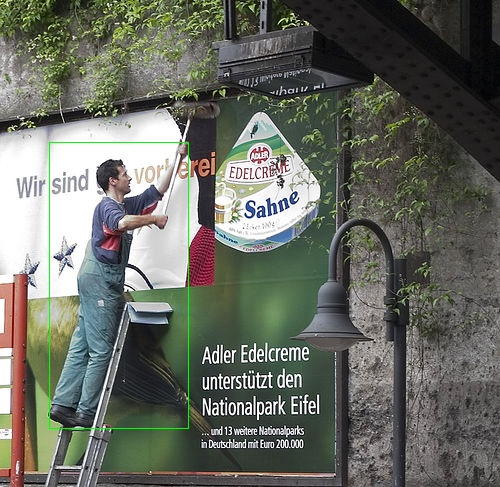 Wir sind vorberei
ADLER
EDELCREME
Sahne
Adler Edelcreme
unterstützt den
Nationalpark Eifel
... und 13 weitere Nationalparks
in Deutschland mit Euro 200.000